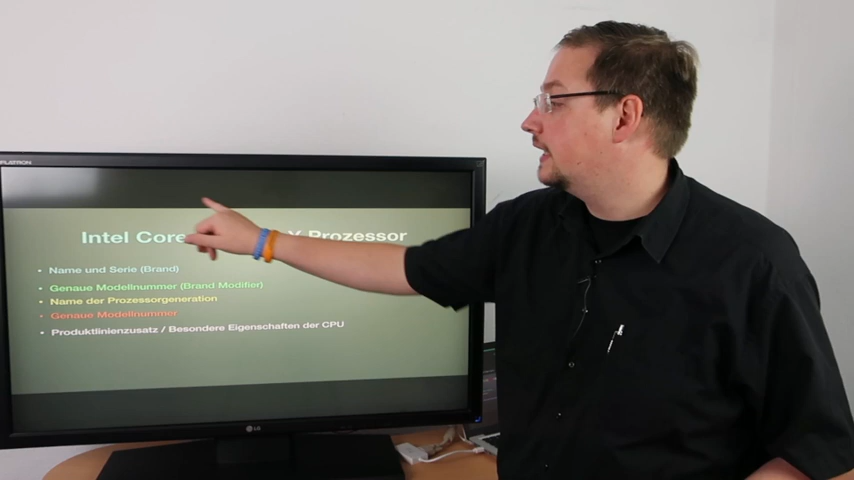 FLATRON
Intel Core X Prozessor
• Name und Serie (Brand)
• Genaue Modellnummer (Brand Modifier)
• Name der Prozessorgeneration
• Genaue Modellnummer
• Produktlinienzusatz / Besondere Eigenschaften der CPU
LG